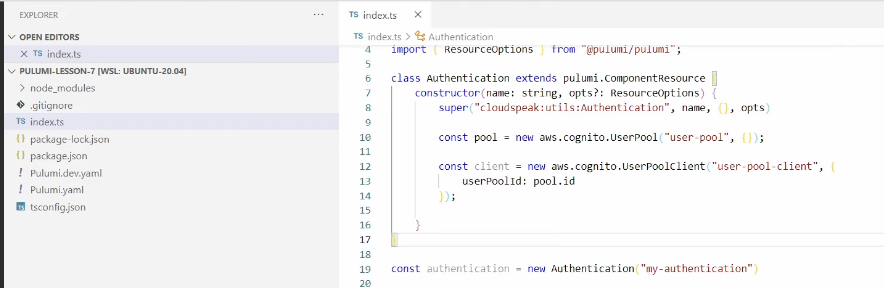 EXPLORER
...
OPEN EDITORS
TS index.ts
PULUMI-LESSON-7 [WSL: UBUNTU-20.04]
node_modules
.gitignore
TS index.ts
{} package-lock.json
{} package.json
! Pulumi.dev.yaml
! Pulumi.yaml
TS tsconfig.json
TS index.ts
TS index.ts > Authentication
4 import { ResourceOptions } from "@pulumi/pulumi";
5
6 class Authentication extends pulumi.ComponentResource {
7 constructor(name: string, opts?: ResourceOptions) {
8 super("cloudspeak:utils:Authentication", name, {}, opts)
9
10 const pool = new aws.cognito.UserPool("user-pool", {});
11
12 const client = new aws.cognito.UserPoolClient("user-pool-client", {
13 userPoolId: pool.id
14 });
15
16 }
17 }
18
19 const authentication = new Authentication("my-authentication")
20